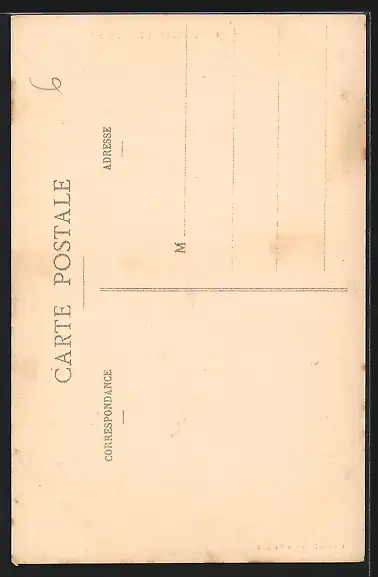 6
CARTE POSTALE
CORRESPONDANCE
ADRESSE
M